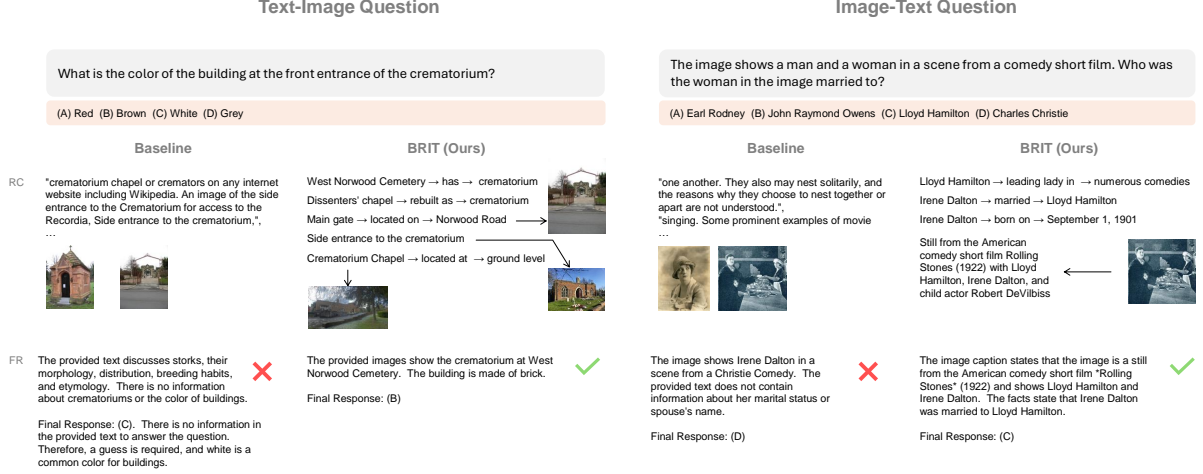 Text-Image Question
What is the color of the building at the front entrance of the crematorium?
(A) Red (B) Brown (C) White (D) Grey
Baseline
BRIT (Ours)
RC
"crematorium chapel or cremators on any internet
website including Wikipedia. An image of the side
entrance to the Crematorium for access to the
Recordia, Side entrance to the crematorium,",
...
West Norwood Cemetery → has → crematorium
Dissenters' chapel → rebuilt as → crematorium
Main gate → located on → Norwood Road
Side entrance to the crematorium
Crematorium Chapel → located at → ground level
FR
The provided text discusses storks, their
morphology, distribution, breeding habits,
and etymology. There is no information
about crematoriums or the color of buildings.
Final Response: (C). There is no information in
the provided text to answer the question.
Therefore, a guess is required, and white is a
common color for buildings.
The provided images show the crematorium at West
Norwood Cemetery. The building is made of brick.
Final Response: (B)
Image-Text Question
The image shows a man and a woman in a scene from a comedy short film. Who was
the woman in the image married to?
(A) Earl Rodney (B) John Raymond Owens (C) Lloyd Hamilton (D) Charles Christie
Baseline
BRIT (Ours)
"one another. They also may nest solitarily, and
the reasons why they choose to nest together or
apart are not understood.",
"singing. Some prominent examples of movie
...
Lloyd Hamilton → leading lady in → numerous comedies
Irene Dalton → married → Lloyd Hamilton
Irene Dalton → born on → September 1, 1901
Still from the American
comedy short film Rolling
Stones (1922) with Lloyd
Hamilton, Irene Dalton, and
child actor Robert DeVilbiss
The image shows Irene Dalton in a
scene from a Christie Comedy. The
provided text does not contain
information about her marital status or
spouse's name.
Final Response: (D)
The image caption states that the image is a still
from the American comedy short film *Rolling
Stones* (1922) and shows Lloyd Hamilton and
Irene Dalton. The facts state that Irene Dalton
was married to Lloyd Hamilton.
Final Response: (C)